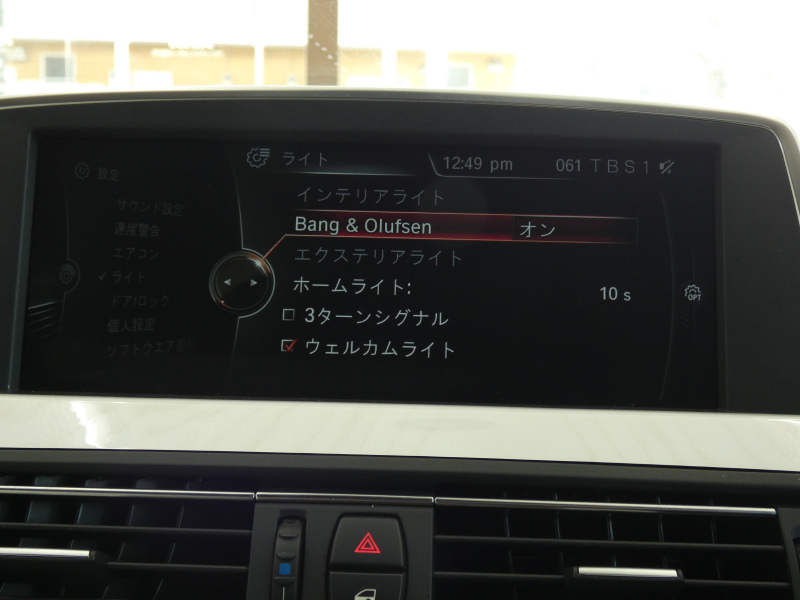 設定
サウンド設定
速度警告
エアコン
ライト
ドア/ロック
個人設定
ソフトウエア更新
ライト
12:49 pm
061 TBS1
インテリアライト
Bang & Olufsen オン
エクステリアライト
ホームライト: 10 s
3ターンシグナル
ウェルカムライト
OPT